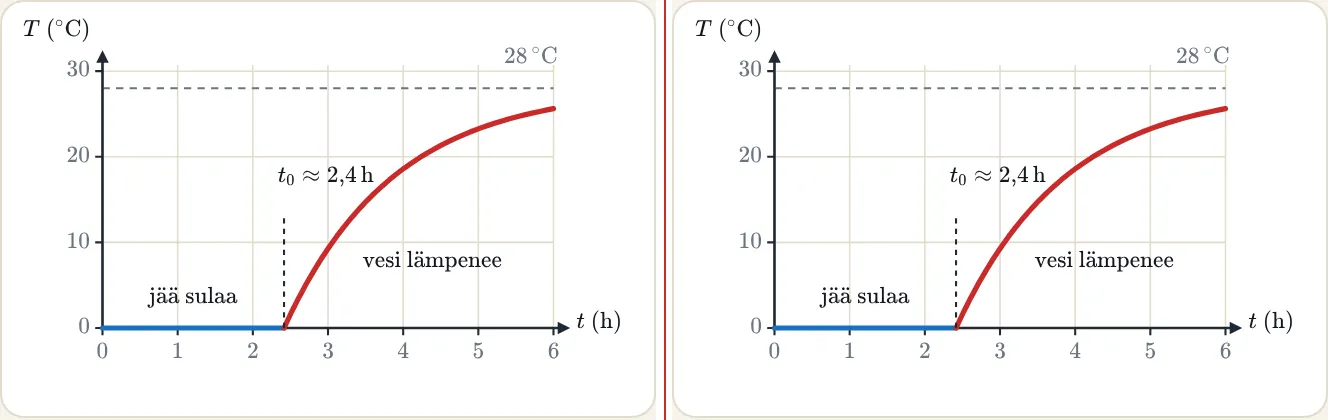 T (°C)
28 °C
30
20
t₀ ≈ 2,4 h
10
vesi lämpenee
jää sulaa
0
t (h)
0 1 2 3 4 5 6
T (°C)
28 °C
30
20
t₀ ≈ 2,4 h
10
vesi lämpenee
jää sulaa
0
t (h)
0 1 2 3 4 5 6